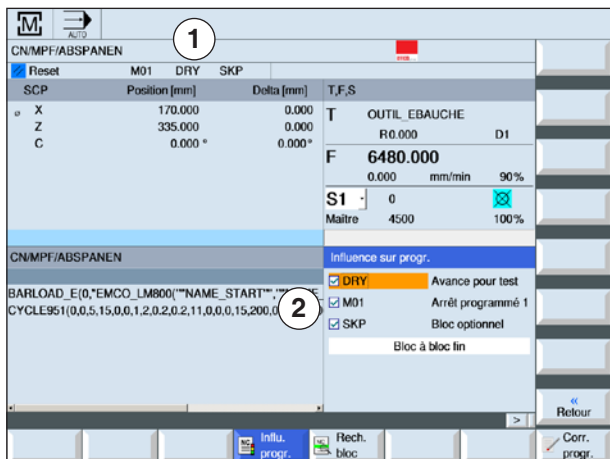 M
AUTO
1
CN/MPF/ABSPANEN
Reset M01 DRY SKP
SCP Position [mm] Delta [mm] T,F,S
X 170.000 0.000
Z 335.000 0.000
C 0.000 ° 0.000°
T OUTIL_EBAUCHE
R0.000 D1
F 6480.000
0.000 mm/min 90%
S1 0
Maître 4500 100%
CN/MPF/ABSPANEN
Influence sur progr.
BARLOAD_E(0,"EMCO_LM800(""NAME_START"",""
CYCLE951(0,0,5,15,0,0,1,2,0.2,0.2,11,0,0,0,15,200,0
2
DRY Avance pour test
M01 Arrêt programmé 1
SKP Bloc optionnel
Bloc à bloc fin
«
Retour
>
NC
Influ. progr.
NC
Rech. bloc
Corr. progr.